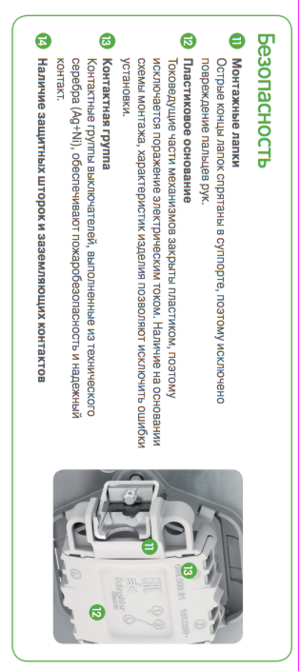 Безопасность
11 Монтажные лапки
Острые концы лапок спрятаны в суппорте, поэтому исключено
повреждение пальцев рук.
12 Пластиковое основание
Токоведущие части механизмов закрыты пластиком, поэтому
исключается поражение электрическим током. Наличие на основании
схемы монтажа, характеристик изделия позволяют исключить ошибки
установки.
13 Контактная группа
Контактные группы выключателей, выполненные из технического
серебра (Ag+Ni), обеспечивают пожаробезопасность и надежный
контакт.
14 Наличие защитных шторок и заземляющих контактов
11
13
12
Schneider